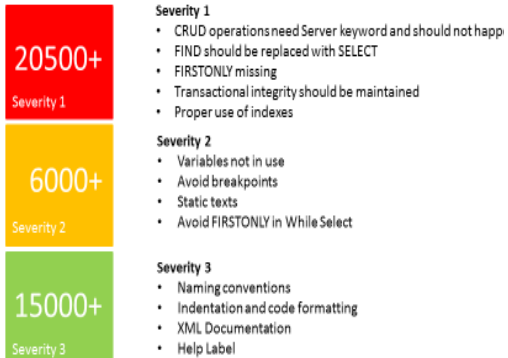 20500+
Severity 1
Severity 1
• CRUD operations need Server keyword and should not happ
• FIND should be replaced with SELECT
• FIRSTONLY missing
• Transactional integrity should be maintained
• Proper use of indexes
6000+
Severity 2
Severity 2
• Variables not in use
• Avoid breakpoints
• Static texts
• Avoid FIRSTONLY in While Select
15000+
Severity 3
Severity 3
• Naming conventions
• Indentation and code formatting
• XML Documentation
• Help Label